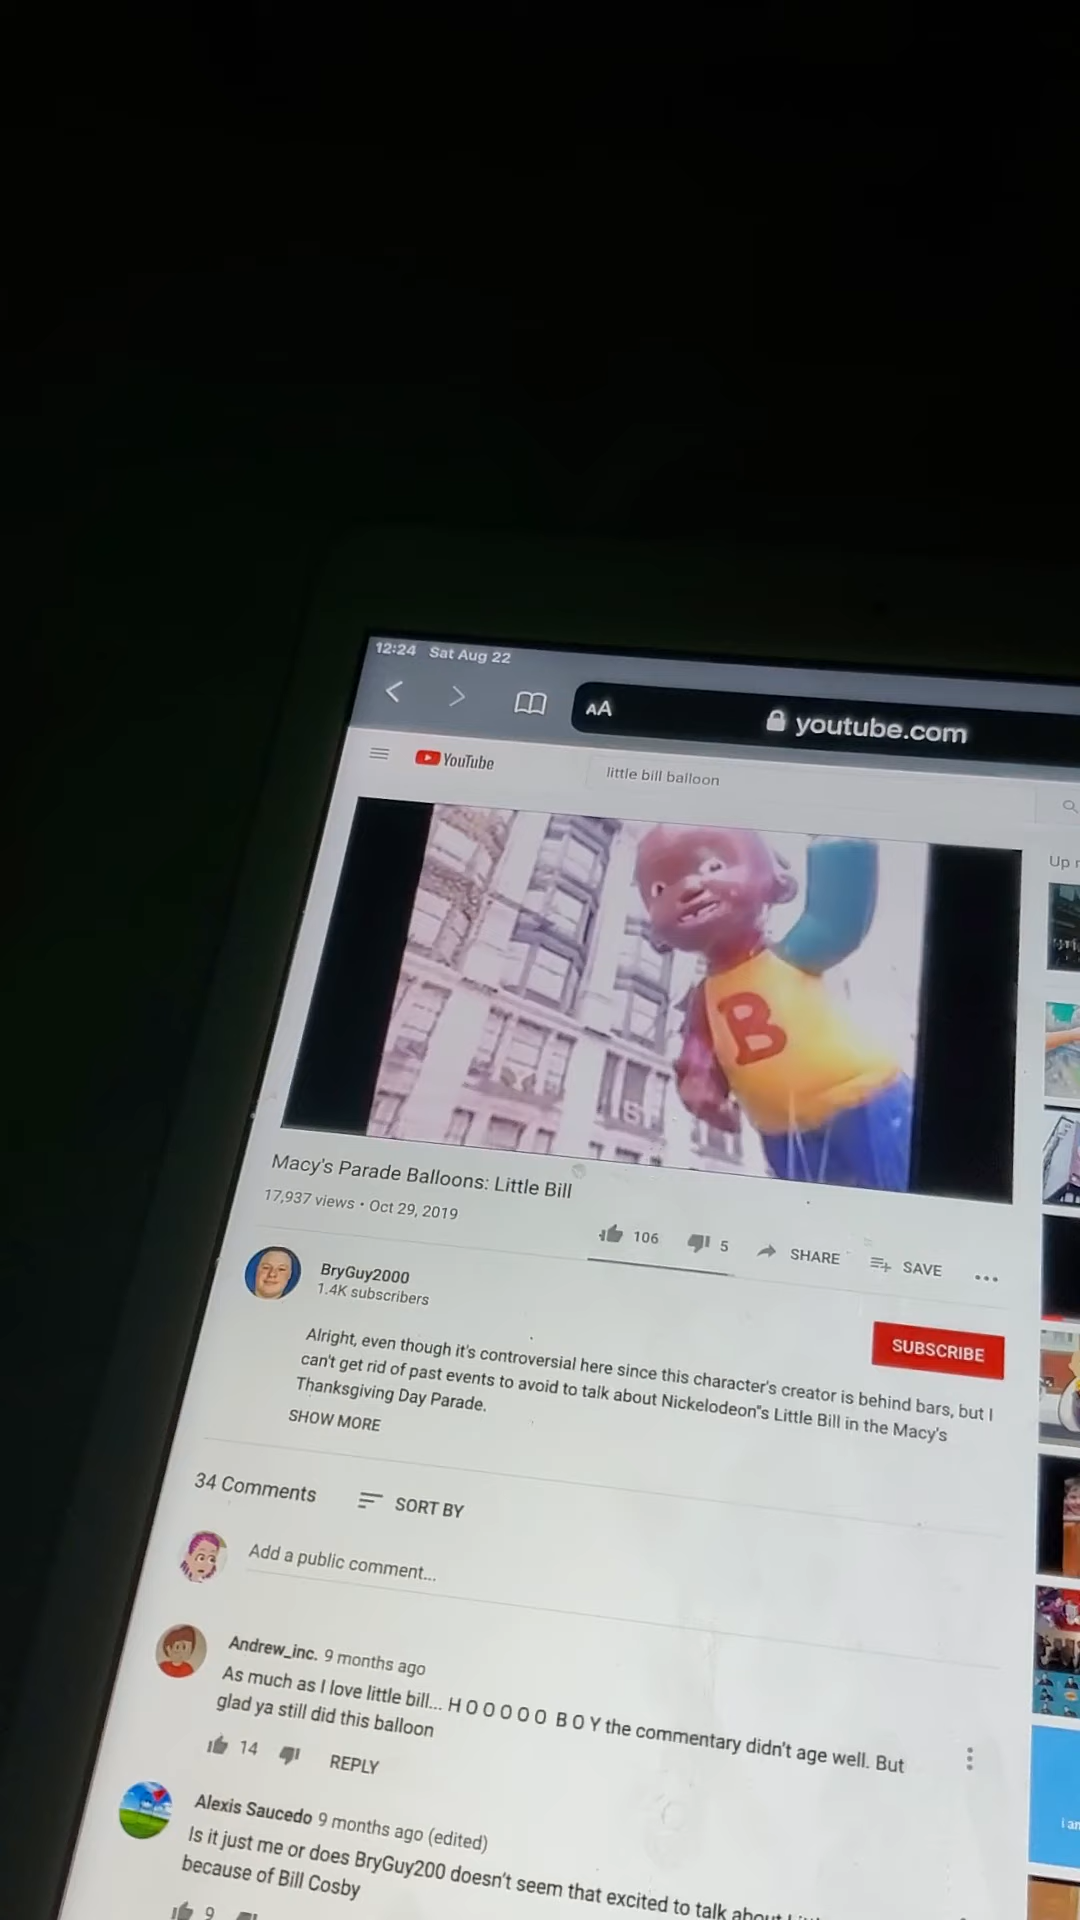 12:24 Sat Aug 22
AA
youtube.com
YouTube
little bill balloon
Up
B
Macy's Parade Balloons: Little Bill
17,937 views • Oct 29, 2019
106 5 SHARE SAVE
BryGuy2000
1.4K subscribers
SUBSCRIBE
Alright, even though it's controversial here since this character's creator is behind bars, but I
can't get rid of past events to avoid to talk about Nickelodeon"s Little Bill in the Macy's
Thanksgiving Day Parade.
SHOW MORE
34 Comments SORT BY
Add a public comment...
Andrew_inc. 9 months ago
As much as I love little bill... H O O O O O B O Y the commentary didn't age well. But
glad ya still did this balloon
14 REPLY
Alexis Saucedo 9 months ago (edited)
Is it just me or does BryGuy200 doesn't seem that excited to talk about
because of Bill Cosby
9
i am